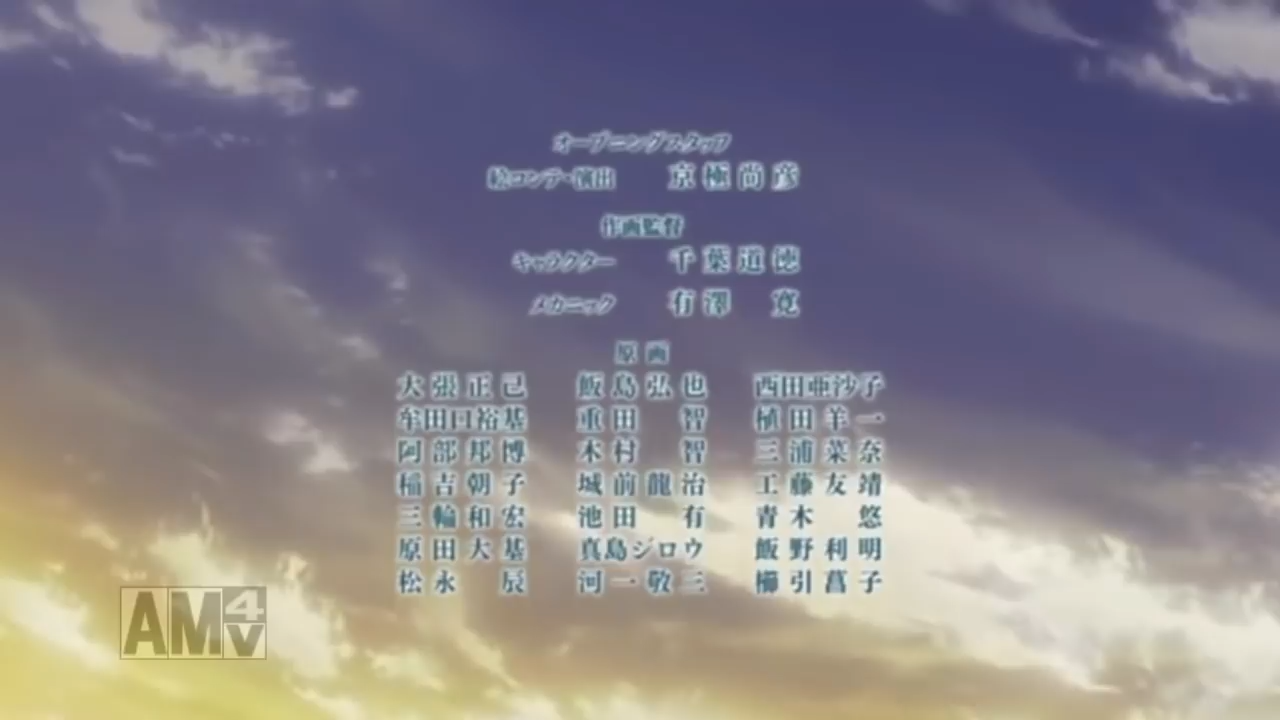 オープニングスタッフ
絵コンテ・演出 京極尚彦
作画監督
キャラクター 千葉道徳
メカニック 有澤 寛
原画
大張正己 飯島弘也 西田亜沙子
牟田口裕基 重田 智 植田羊一
阿部邦博 木村 智 三浦菜奈
稲吉朝子 城前龍治 工藤友靖
三輪和宏 池田 有 青木 悠
原田大基 真島ジロウ 飯野利明
松永 辰 河一敬三 櫛引菖子
AM4V